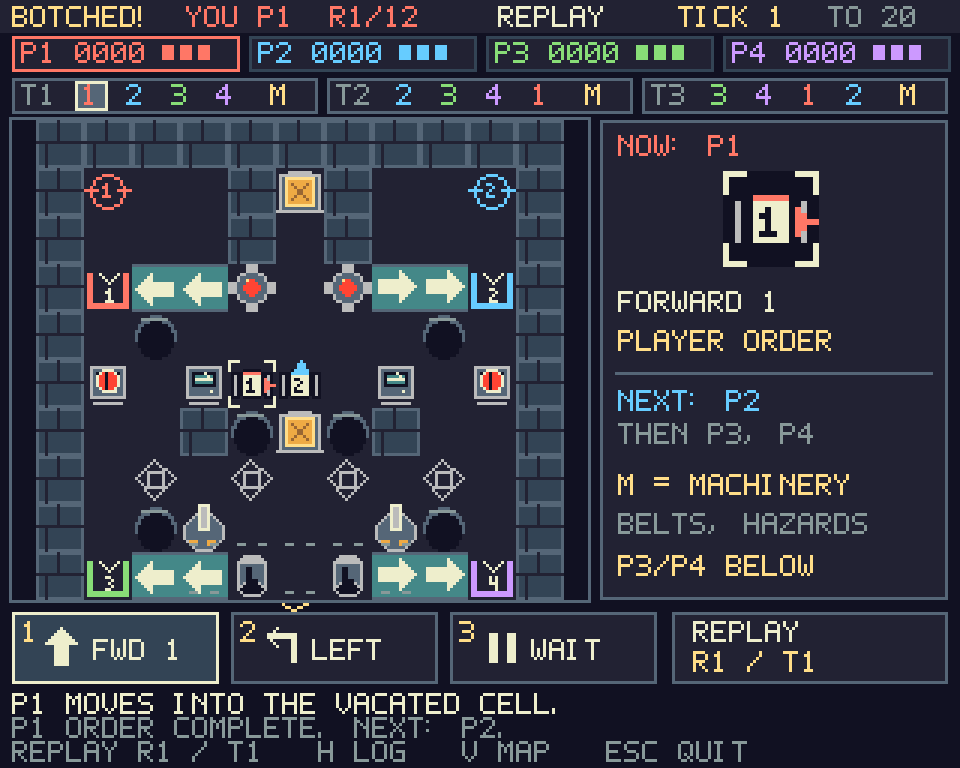 BOTCHED! YOU P1 R1/12 REPLAY TICK 1 TO 20
P1 0000 P2 0000 P3 0000 P4 0000
T1 1 2 3 4 M T2 2 3 4 1 M T3 3 4 1 2 M
NOW: P1
1 2
1
1 2
FORWARD 1
PLAYER ORDER
1 2
NEXT: P2
THEN P3, P4
M = MACHINERY
BELTS, HAZARDS
P3/P4 BELOW
3 4
1 FWD 1
2 LEFT
3 WAIT
REPLAY
R1 / T1
P1 MOVES INTO THE VACATED CELL.
P1 ORDER COMPLETE. NEXT: P2.
REPLAY R1 / T1 H LOG V MAP ESC QUIT